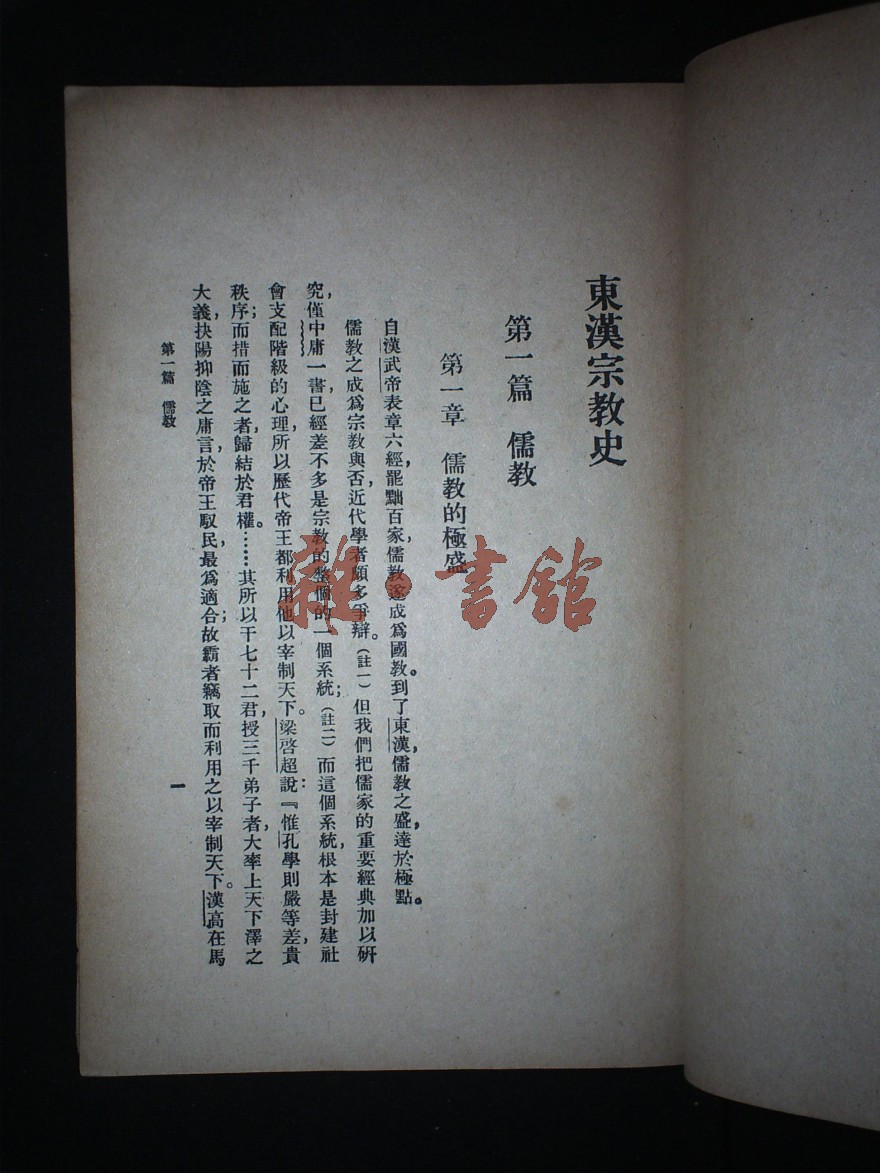 東漢宗教史
第一篇　儒教
第一章　儒教的極盛
自漢武帝表章六經，罷黜百家，儒教遂成爲國教。到了東漢，儒教之盛，達於極點。
儒教之成爲宗教與否，近代學者頗多爭辯。（註一）但我們把儒家的重要經典加以研
究，僅中庸一書，已經差不多是宗教的整個的一個系統；（註二）而這個系統，根本是封建社
會支配階級的心理，所以歷代帝王都利用他以宰制天下。梁啓超說：『惟孔學則嚴等差，貴
秩序；而措而施之者，歸結於君權。……其所以干七十二君，授三千弟子者，大率上天下澤之
大義，扶陽抑陰之庸言，於帝王馭民，最爲適合，故霸者竊取而利用之以宰制天下。漢高在馬
第一篇　儒教
一
雜·書館